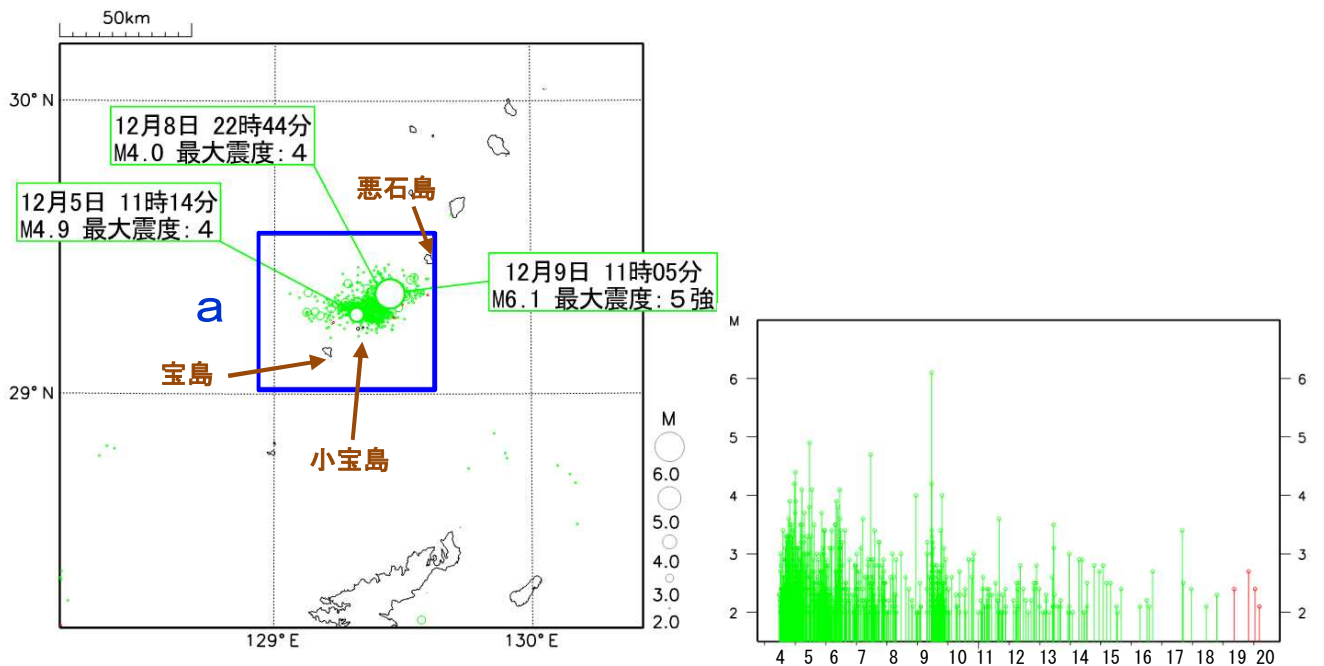 50km
30°N
12月8日 22時44分
M4.0 最大震度:4
悪石島
12月5日 11時14分
M4.9 最大震度:4
12月9日 11時05分
M6.1 最大震度:5強
a
宝島
29°N
小宝島
M
6.0
5.0
4.0
3.0
2.0
129°E
130°E
M
6
5
4
3
2
6
5
4
3
2
4 5 6 7 8 9 10 11 12 13 14 15 16 17 18 19 20